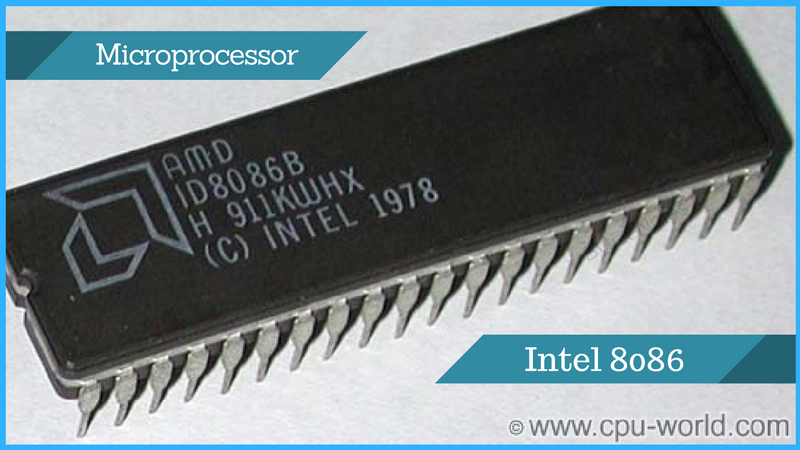 Microprocessor
AMD
ID8086B
H 911KWHX
(C) INTEL 1978
Intel 8086
© www.cpu-world.com